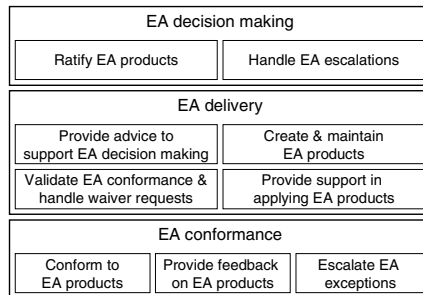 EA decision making
Ratify EA products
Handle EA escalations
EA delivery
Provide advice to
support EA decision making
Create & maintain
EA products
Validate EA conformance &
handle waiver requests
Provide support in
applying EA products
EA conformance
Conform to
EA products
Provide feedback
on EA products
Escalate EA
exceptions